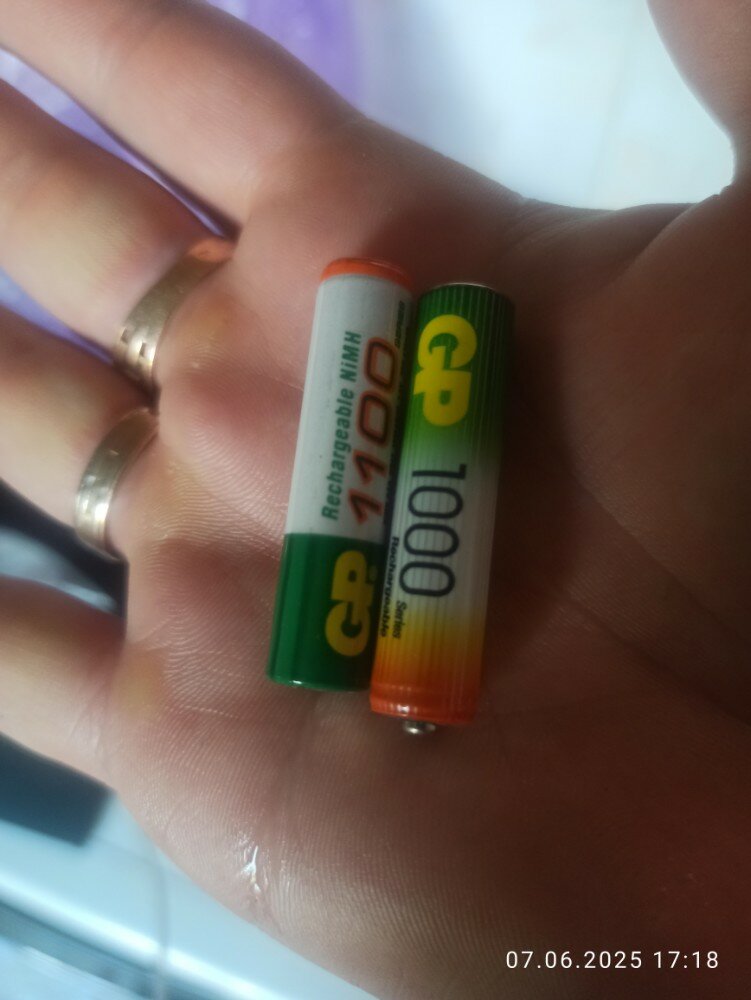 GP
Rechargeable NiMH
1100
GP
1000
Series
Rechargeable
07.06.2025 17:18